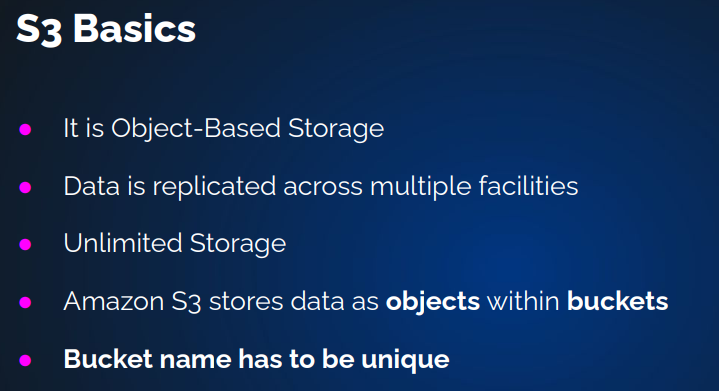 S3 Basics
● It is Object-Based Storage
● Data is replicated across multiple facilities
● Unlimited Storage
● Amazon S3 stores data as objects within buckets
● Bucket name has to be unique